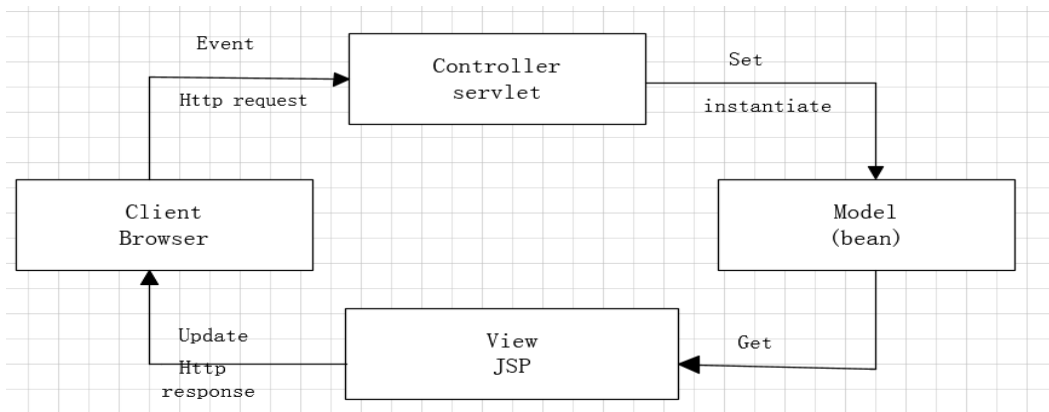 Event
Http request
Controller
servlet
Set
instantiate
Client
Browser
Model
(bean)
Update
Http
response
View
JSP
Get